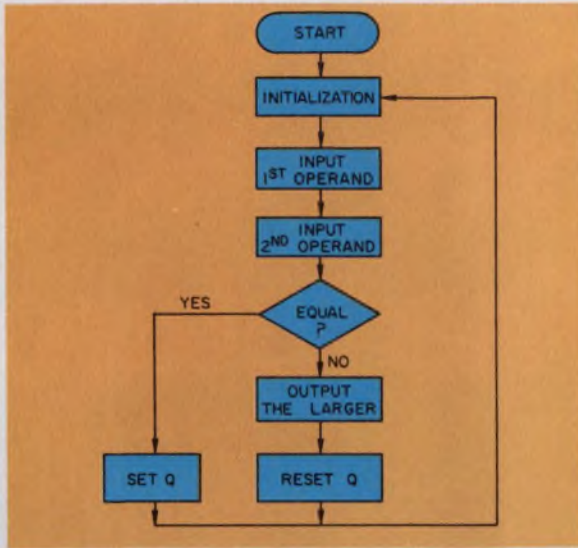 START
INITIALIZATION
INPUT
1ST OPERAND
INPUT
2ND OPERAND
YES
EQUAL
?
NO
OUTPUT
THE LARGER
SET Q
RESET Q